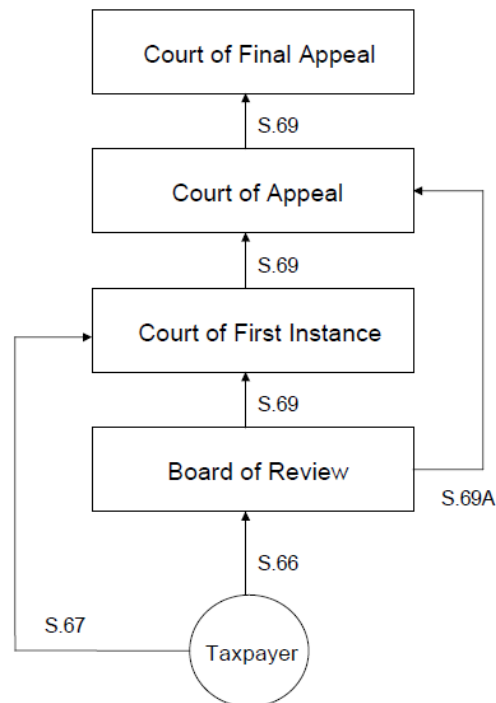 Court of Final Appeal
S.69
Court of Appeal
S.69
Court of First Instance
S.69
Board of Review
S.69A
S.66
S.67
Taxpayer